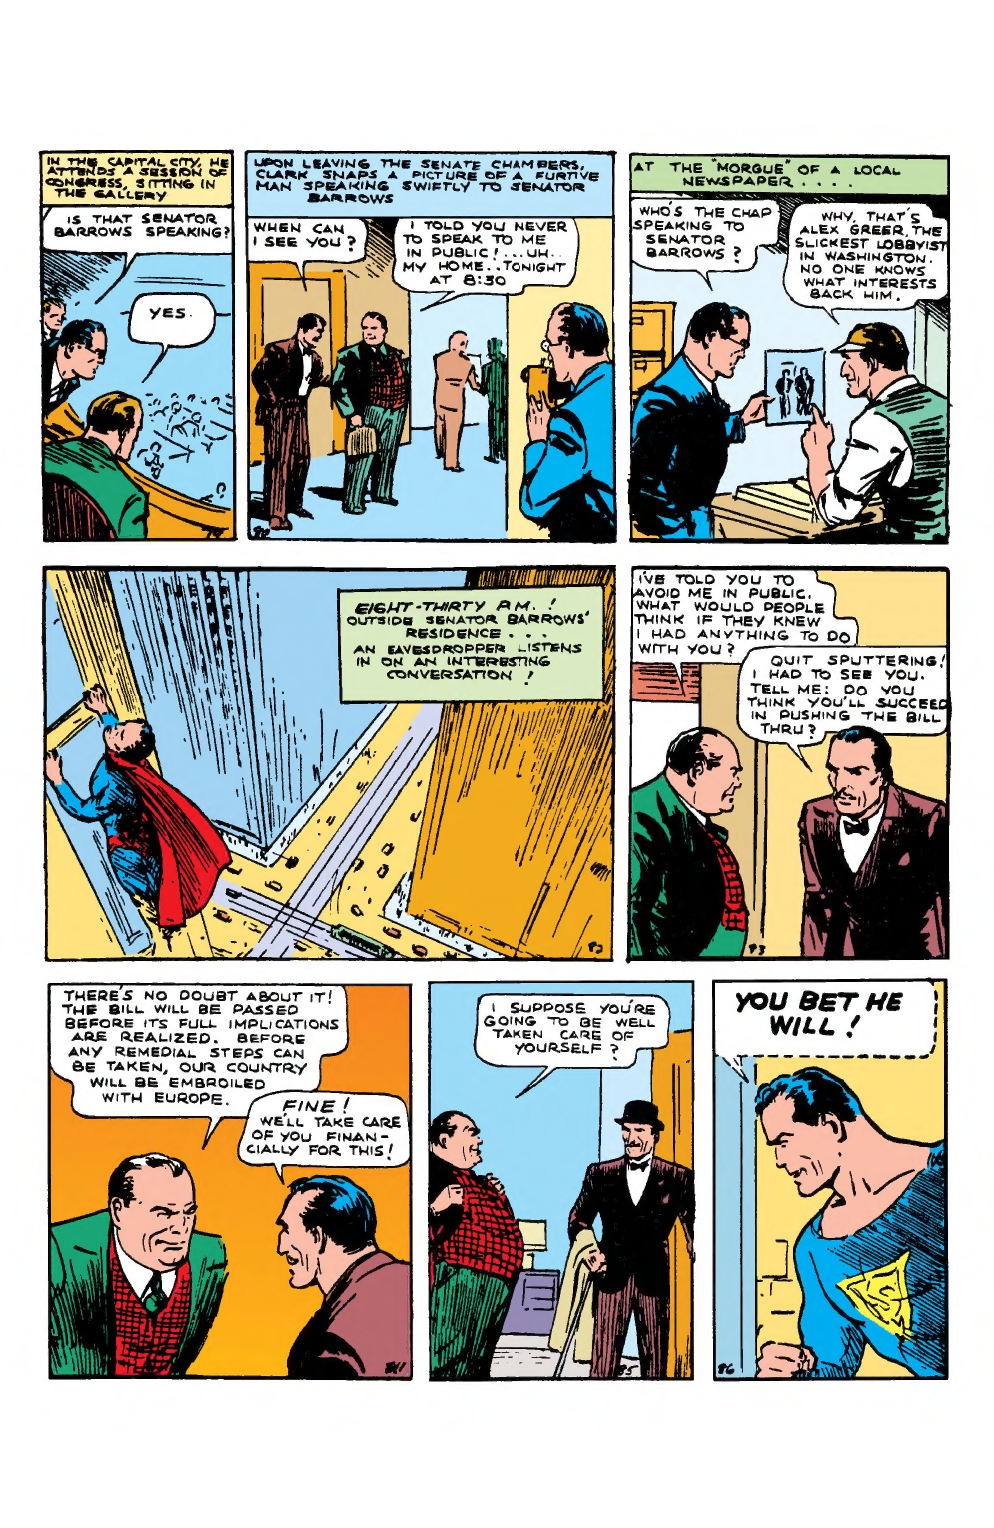 IN THE CAPITAL CITY, HE
ATTENDS A SESSION OF
CONGRESS, SITTING IN
THE GALLERY
IS THAT SENATOR
BARROWS SPEAKING?
YES.
79
UPON LEAVING THE SENATE CHAMBERS,
CLARK SNAPS A PICTURE OF A FURTIVE
MAN SPEAKING SWIFTLY TO SENATOR
BARROWS
WHEN CAN
I SEE YOU?
I TOLD YOU NEVER
TO SPEAK TO ME
IN PUBLIC!...UH..
MY HOME..TONIGHT
AT 8:30
80
AT THE "MORGUE" OF A LOCAL
NEWSPAPER....
WHO'S THE CHAP
SPEAKING TO
SENATOR
BARROWS?
WHY, THAT'S
ALEX GREER, THE
SLICKEST LOBBYIST
IN WASHINGTON.
NO ONE KNOWS
WHAT INTERESTS
BACK HIM.
EIGHT-THIRTY P.M.!
OUTSIDE SENATOR BARROWS'
RESIDENCE...
AN EAVESDROPPER LISTENS
IN ON AN INTERESTING
CONVERSATION!
82
I'VE TOLD YOU TO
AVOID ME IN PUBLIC.
WHAT WOULD PEOPLE
THINK IF THEY KNEW
I HAD ANYTHING TO DO
WITH YOU?
QUIT SPUTTERING!
I HAD TO SEE YOU.
TELL ME: DO YOU
THINK YOU'LL SUCCEED
IN PUSHING THE BILL
THRU?
83
THERE'S NO DOUBT ABOUT IT!
THE BILL WILL BE PASSED
BEFORE ITS FULL IMPLICATIONS
ARE REALIZED. BEFORE
ANY REMEDIAL STEPS CAN
BE TAKEN, OUR COUNTRY
WILL BE EMBROILED
WITH EUROPE.
FINE!
WE'LL TAKE CARE
OF YOU FINAN-
CIALLY FOR THIS!
84
I SUPPOSE YOU'RE
GOING TO BE WELL
TAKEN CARE OF
YOURSELF?
85
YOU BET HE
WILL!
S
86